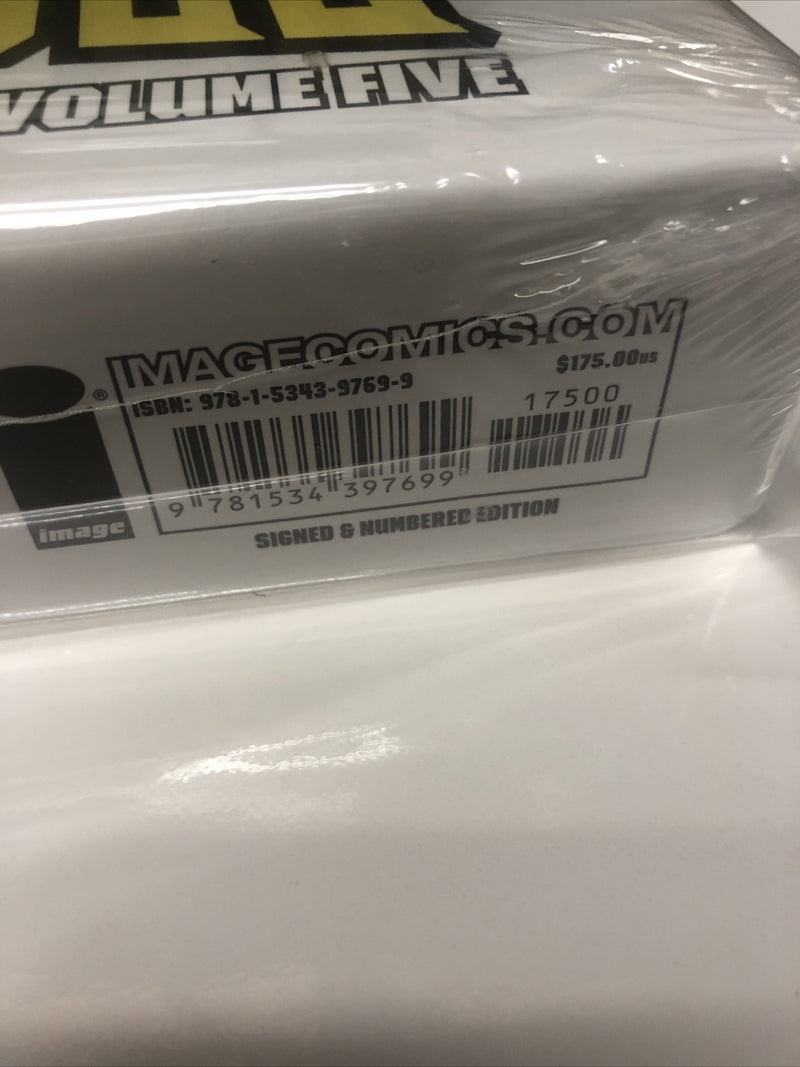 VOLUME FIVE
IMAGECOMICS.COM
$175.00us
ISBN: 978-1-5343-9769-9
17500
9 781534 397699
®
image
SIGNED & NUMBERED EDITION